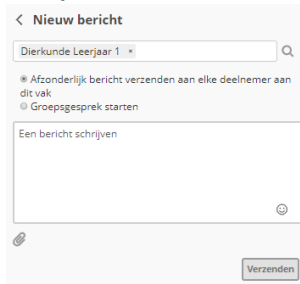 Nieuw bericht
Dierkunde Leerjaar 1 ×
Afzonderlijk bericht verzenden aan elke deelnemer aan
dit vak
Groepsgesprek starten
Een bericht schrijven
Verzenden